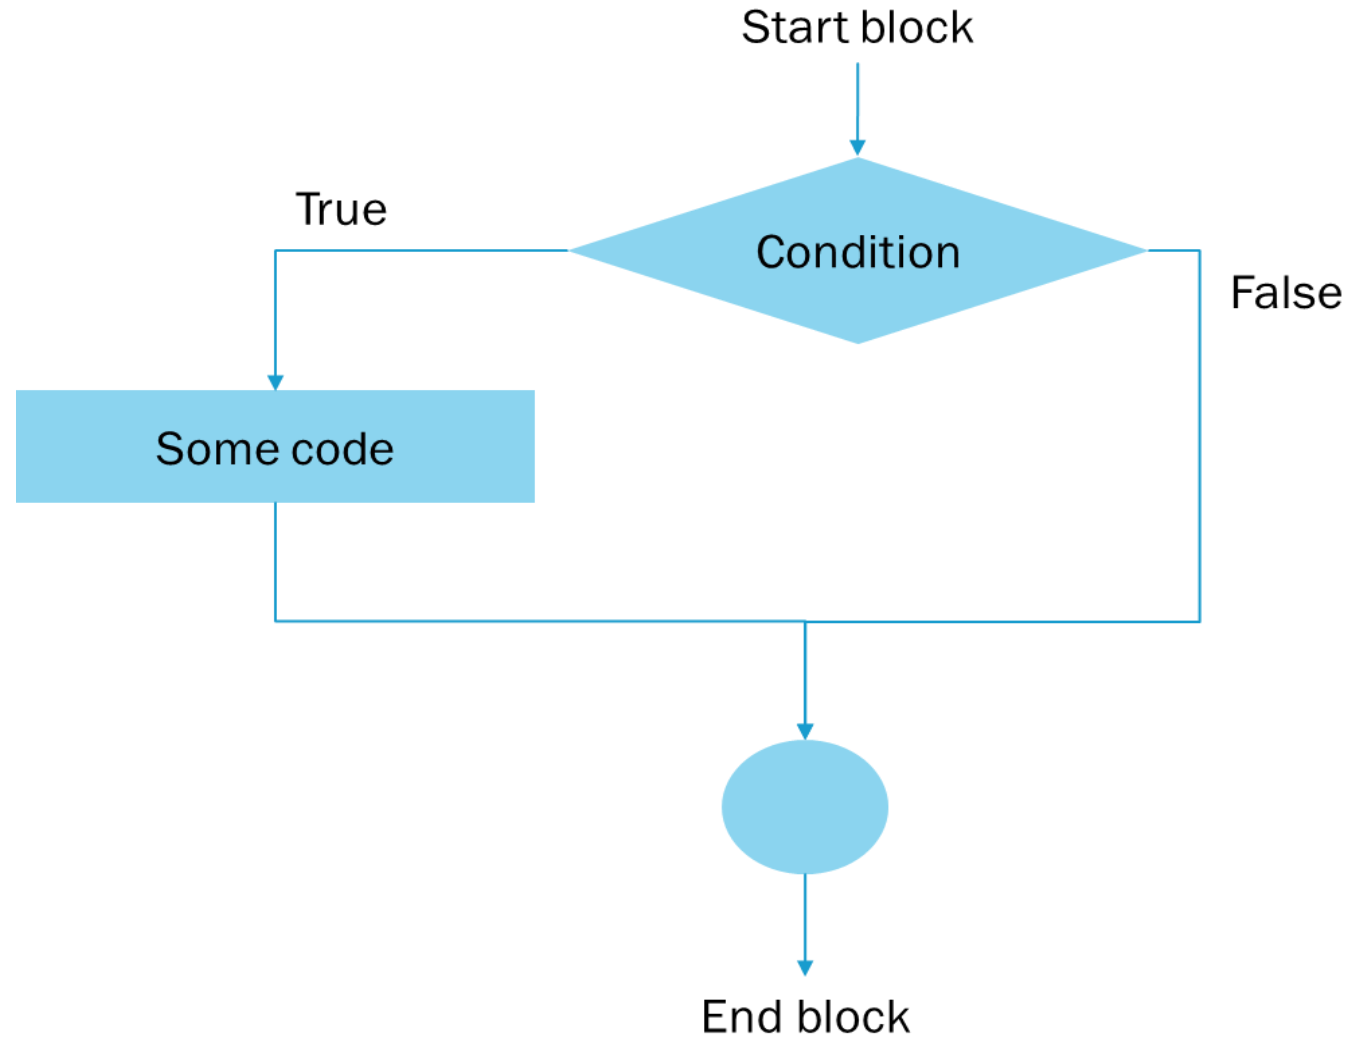 Start block
True
Condition
False
Some code
End block